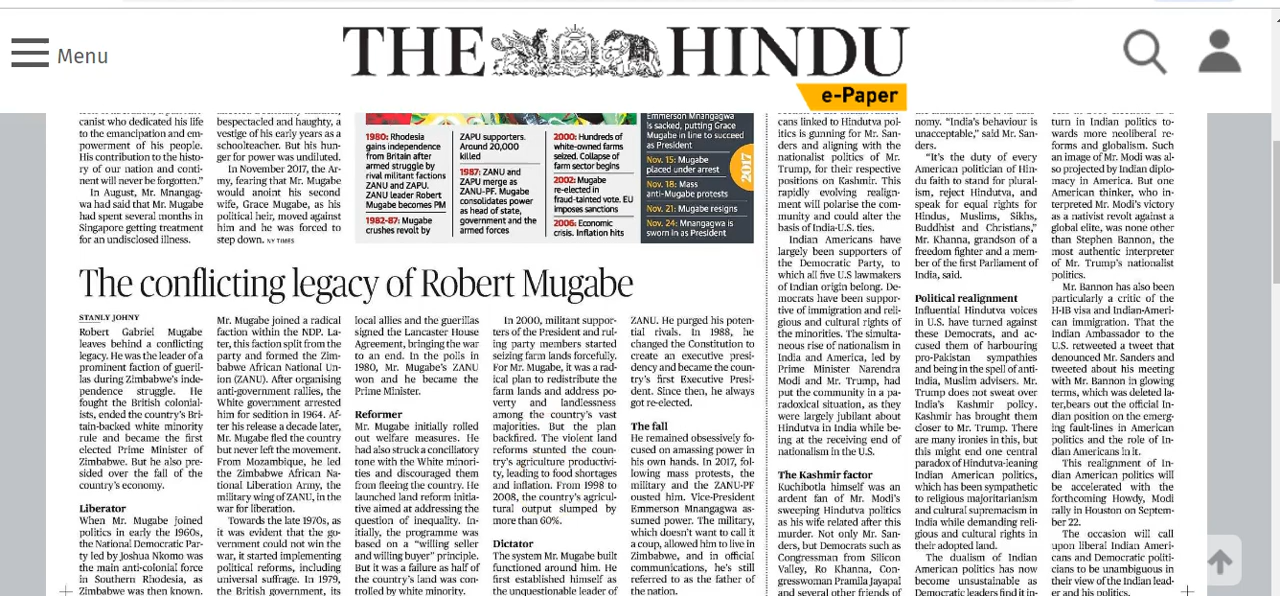 Menu
THE HINDU
e-Paper
canist who dedicated his life
to the emancipation and em-
powerment of his people.
His contribution to the histo-
ry of our nation and conti-
nent will never be forgotten.”
In August, Mr. Mnangag-
wa had said that Mr. Mugabe
had spent several months in
Singapore getting treatment
for an undisclosed illness.
bespectacled and haughty, a
vestige of his early years as a
schoolteacher. But his hun-
ger for power was undiluted.
In November 2017, the Ar-
my, fearing that Mr. Mugabe
would anoint his second
wife, Grace Mugabe, as his
political heir, moved against
him and he was forced to
step down. NY TIMES
1980: Rhodesia
gains independence
from Britain after
armed struggle by
rival militant factions
ZANU and ZAPU.
ZANU leader Robert
Mugabe becomes PM
1982-87: Mugabe
crushes revolt by
ZAPU supporters.
Around 20,000
killed
1987: ZANU and
ZAPU merge as
ZANU-PF. Mugabe
consolidates power
as head of state,
government and the
armed forces
2000: Hundreds of
white-owned farms
seized. Collapse of
farm sector begins
2002: Mugabe
re-elected in
fraud-tainted vote. EU
imposes sanctions
2006: Economic
crisis. Inflation hits
Emmerson Mnangagwa
is sacked, putting Grace
Mugabe in line to succeed
as President
Nov. 15: Mugabe
placed under arrest
Nov. 18: Mass
anti-Mugabe protests
Nov. 21: Mugabe resigns
Nov. 24: Mnangagwa is
sworn in as President
2017
The conflicting legacy of Robert Mugabe
STANLY JOHNY
Robert Gabriel Mugabe
leaves behind a conflicting
legacy. He was the leader of a
prominent faction of gueril-
las during Zimbabwe’s inde-
pendence struggle. He
fought the British colonial-
ists, ended the country’s Bri-
tain-backed white minority
rule and became the first
elected Prime Minister of
Zimbabwe. But he also pre-
sided over the fall of the
country’s economy.
Liberator
When Mr. Mugabe joined
politics in early the 1960s,
the National Democratic Par-
ty led by Joshua Nkomo was
the main anti-colonial force
in Southern Rhodesia, as
Zimbabwe was then known.
Mr. Mugabe joined a radical
faction within the NDP. La-
ter, this faction split from the
party and formed the Zim-
babwe African National Un-
ion (ZANU). After organising
anti-government rallies, the
White government arrested
him for sedition in 1964. Af-
ter his release a decade later,
Mr. Mugabe fled the country
but never left the movement.
From Mozambique, he led
the Zimbabwe African Na-
tional Liberation Army, the
military wing of ZANU, in the
war for liberation.
Towards the late 1970s, as
it was evident that the go-
vernment could not win the
war, it started implementing
political reforms, including
universal suffrage. In 1979,
the British government, its
local allies and the guerillas
signed the Lancaster House
Agreement, bringing the war
to an end. In the polls in
1980, Mr. Mugabe’s ZANU
won and he became the
Prime Minister.
Reformer
Mr. Mugabe initially rolled
out welfare measures. He
had also struck a conciliatory
tone with the White minori-
ties and discouraged them
from fleeing the country. He
launched land reform initia-
tive aimed at addressing the
question of inequality. In-
itially, the programme was
based on a “willing seller
and willing buyer” principle.
But it was a failure as half of
the country’s land was con-
trolled by white minority.
In 2000, militant suppor-
ters of the President and rul-
ing party members started
seizing farm lands forcefully.
For Mr. Mugabe, it was a rad-
ical plan to redistribute the
farm lands and address po-
verty and landlessness
among the country’s vast
majorities. But the plan
backfired. The violent land
reforms stunted the coun-
try’s agriculture productivi-
ty, leading to food shortages
and inflation. From 1998 to
2008, the country’s agricul-
tural output slumped by
more than 60%.
Dictator
The system Mr. Mugabe built
functioned around him. He
first established himself as
the unquestionable leader of
ZANU. He purged his poten-
tial rivals. In 1988, he
changed the Constitution to
create an executive presi-
dency and became the coun-
try’s first Executive Presi-
dent. Since then, he always
got re-elected.
The fall
He remained obsessively fo-
cused on amassing power in
his own hands. In 2017, fol-
lowing mass protests, the
military and the ZANU-PF
ousted him. Vice-President
Emmerson Mnangagwa as-
sumed power. The military,
which doesn’t want to call it
a coup, allowed him to live in
Zimbabwe, and in official
communications, he’s still
referred to as the father of
the nation.
cans linked to Hindutva pol-
itics is gunning for Mr. San-
ders and aligning with the
nationalist politics of Mr.
Trump, for their respective
positions on Kashmir. This
rapidly evolving realign-
ment will polarise the com-
munity and could alter the
basis of India-U.S. ties.
Indian Americans have
largely been supporters of
the Democratic Party, to
which all five U.S lawmakers
of Indian origin belong. De-
mocrats have been suppor-
tive of immigration and reli-
gious and cultural rights of
the minorities. The simulta-
neous rise of nationalism in
India and America, led by
Prime Minister Narendra
Modi and Mr. Trump, had
put the community in a pa-
radoxical situation, as they
were largely jubilant about
Hindutva in India while be-
ing at the receiving end of
nationalism in the U.S.
The Kashmir factor
Kuchibotla himself was an
ardent fan of Mr. Modi’s
sweeping Hindutva politics
as his wife related after this
murder. Not only Mr. San-
ders, but Democrats such as
Congressman from Silicon
Valley, Ro Khanna, Con-
gresswoman Pramila Jayapal
and several other friends of
nomy. “India’s behaviour is
unacceptable,” said Mr. San-
ders.
“It’s the duty of every
American politician of Hin-
du faith to stand for plural-
ism, reject Hindutva, and
speak for equal rights for
Hindus, Muslims, Sikhs,
Buddhist and Christians,”
Mr. Khanna, grandson of a
freedom fighter and a mem-
ber of the first Parliament of
India, said.
Political realignment
Influential Hindutva voices
in U.S. have turned against
these Democrats, and ac-
cused them of harbouring
pro-Pakistan sympathies
and being in the spell of anti-
India, Muslim advisers. Mr.
Trump does not sweat over
India’s Kashmir policy.
Kashmir has brought them
closer to Mr. Trump. There
are many ironies in this, but
this might end one central
paradox of Hindutva-leaning
Indian American politics,
which has been sympathetic
to religious majoritarianism
and cultural supremacism in
India while demanding reli-
gious and cultural rights in
their adopted land.
The dualism of Indian
American politics has now
become unsustainable as
Democratic leaders find it in-
turn in Indian politics to-
wards more neoliberal re-
forms and globalism. Such
an image of Mr. Modi was al-
so projected by Indian diplo-
macy in America. But one
American thinker, who in-
terpreted Mr. Modi’s victory
as a nativist revolt against a
global elite, was none other
than Stephen Bannon, the
most authentic interpreter
of Mr. Trump’s nationalist
politics.
Mr. Bannon has also been
particularly a critic of the
H-IB visa and Indian-Ameri-
can immigration. That the
Indian Ambassador to the
U.S. retweeted a tweet that
denounced Mr. Sanders and
tweeted about his meeting
with Mr. Bannon in glowing
terms, which was deleted la-
ter,bears out the official In-
dian position on the emerg-
ing fault-lines in American
politics and the role of In-
dian Americans in it.
This realignment of In-
dian American politics will
be accelerated with the
forthcoming Howdy, Modi
rally in Houston on Septem-
ber 22.
The occasion will call
upon liberal Indian Ameri-
cans and Democratic politi-
cians to be unambiguous in
their view of the Indian lead-
er and his politics.